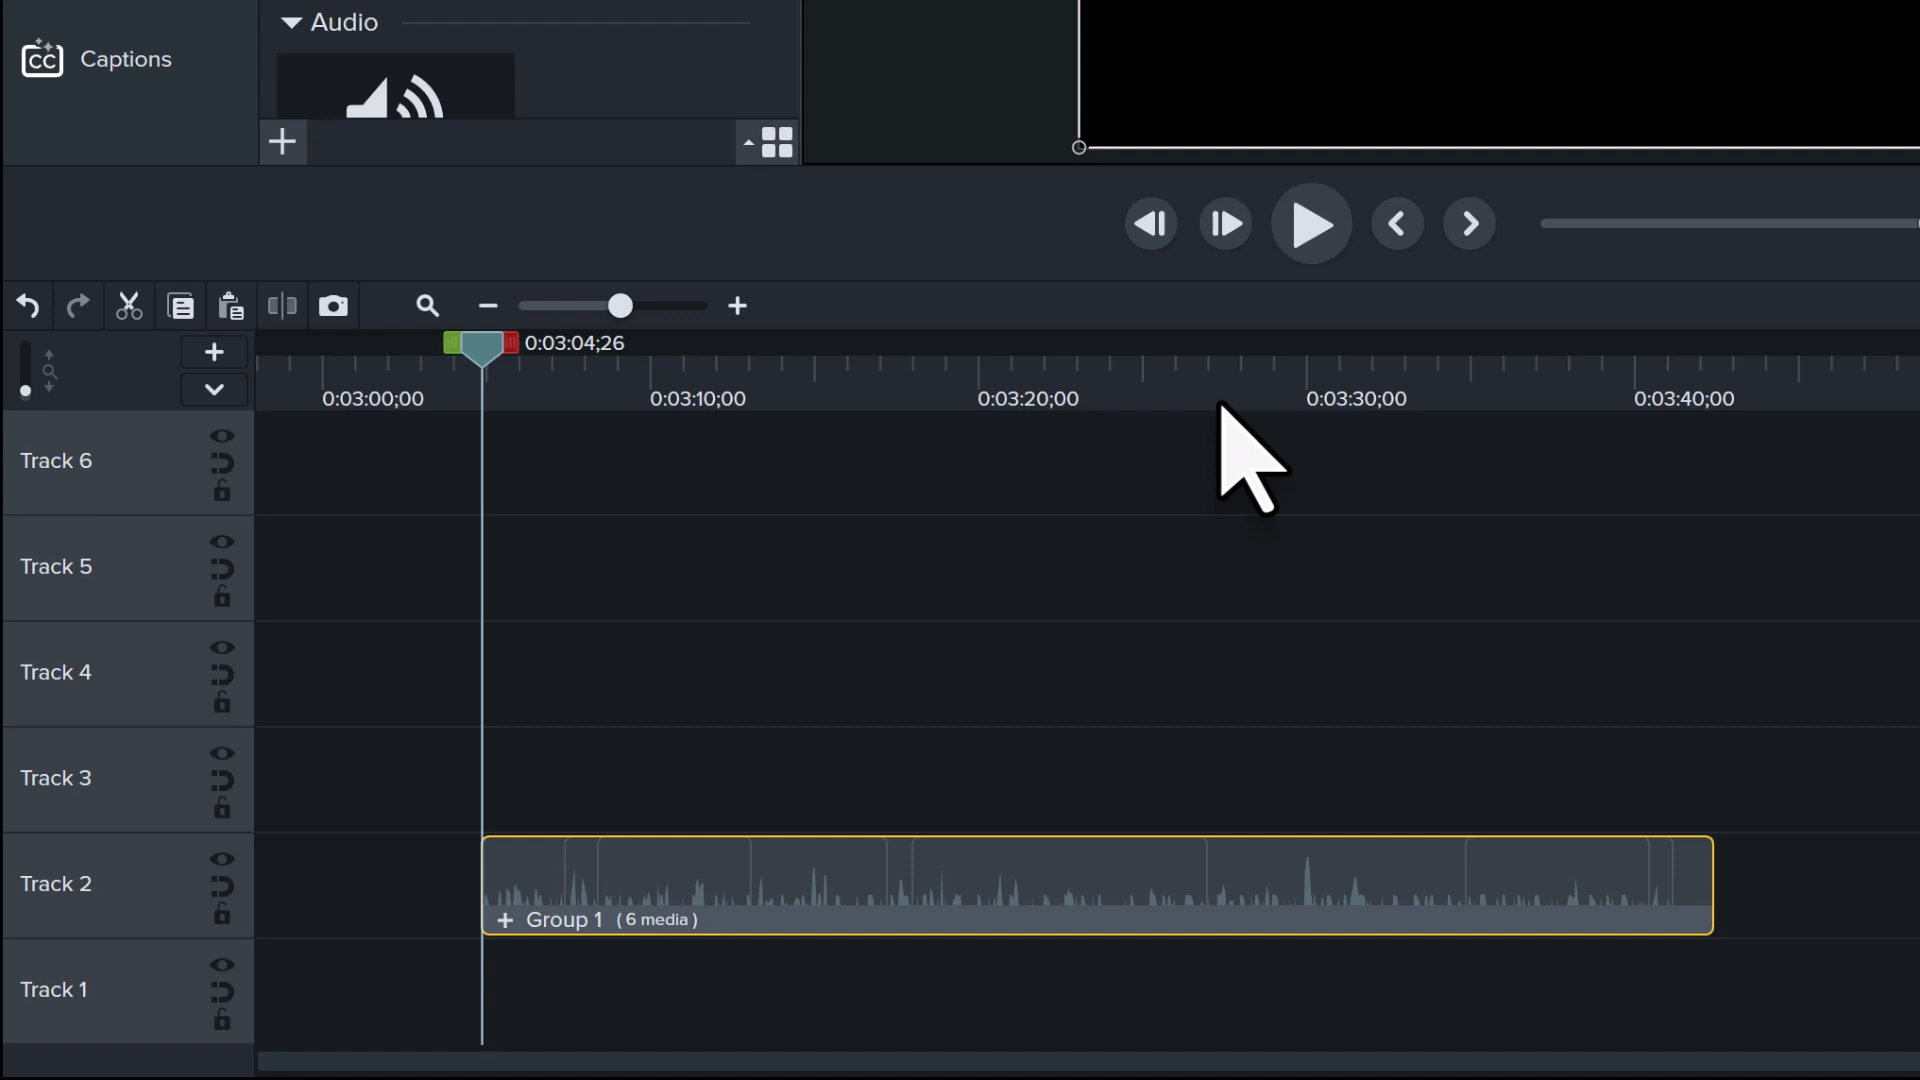 Audio
CC Captions
0:03:04;26
0:03:00;00 0:03:10;00 0:03:20;00 0:03:30;00 0:03:40;00
Track 6
Track 5
Track 4
Track 3
Track 2
+ Group 1 ( 6 media )
Track 1